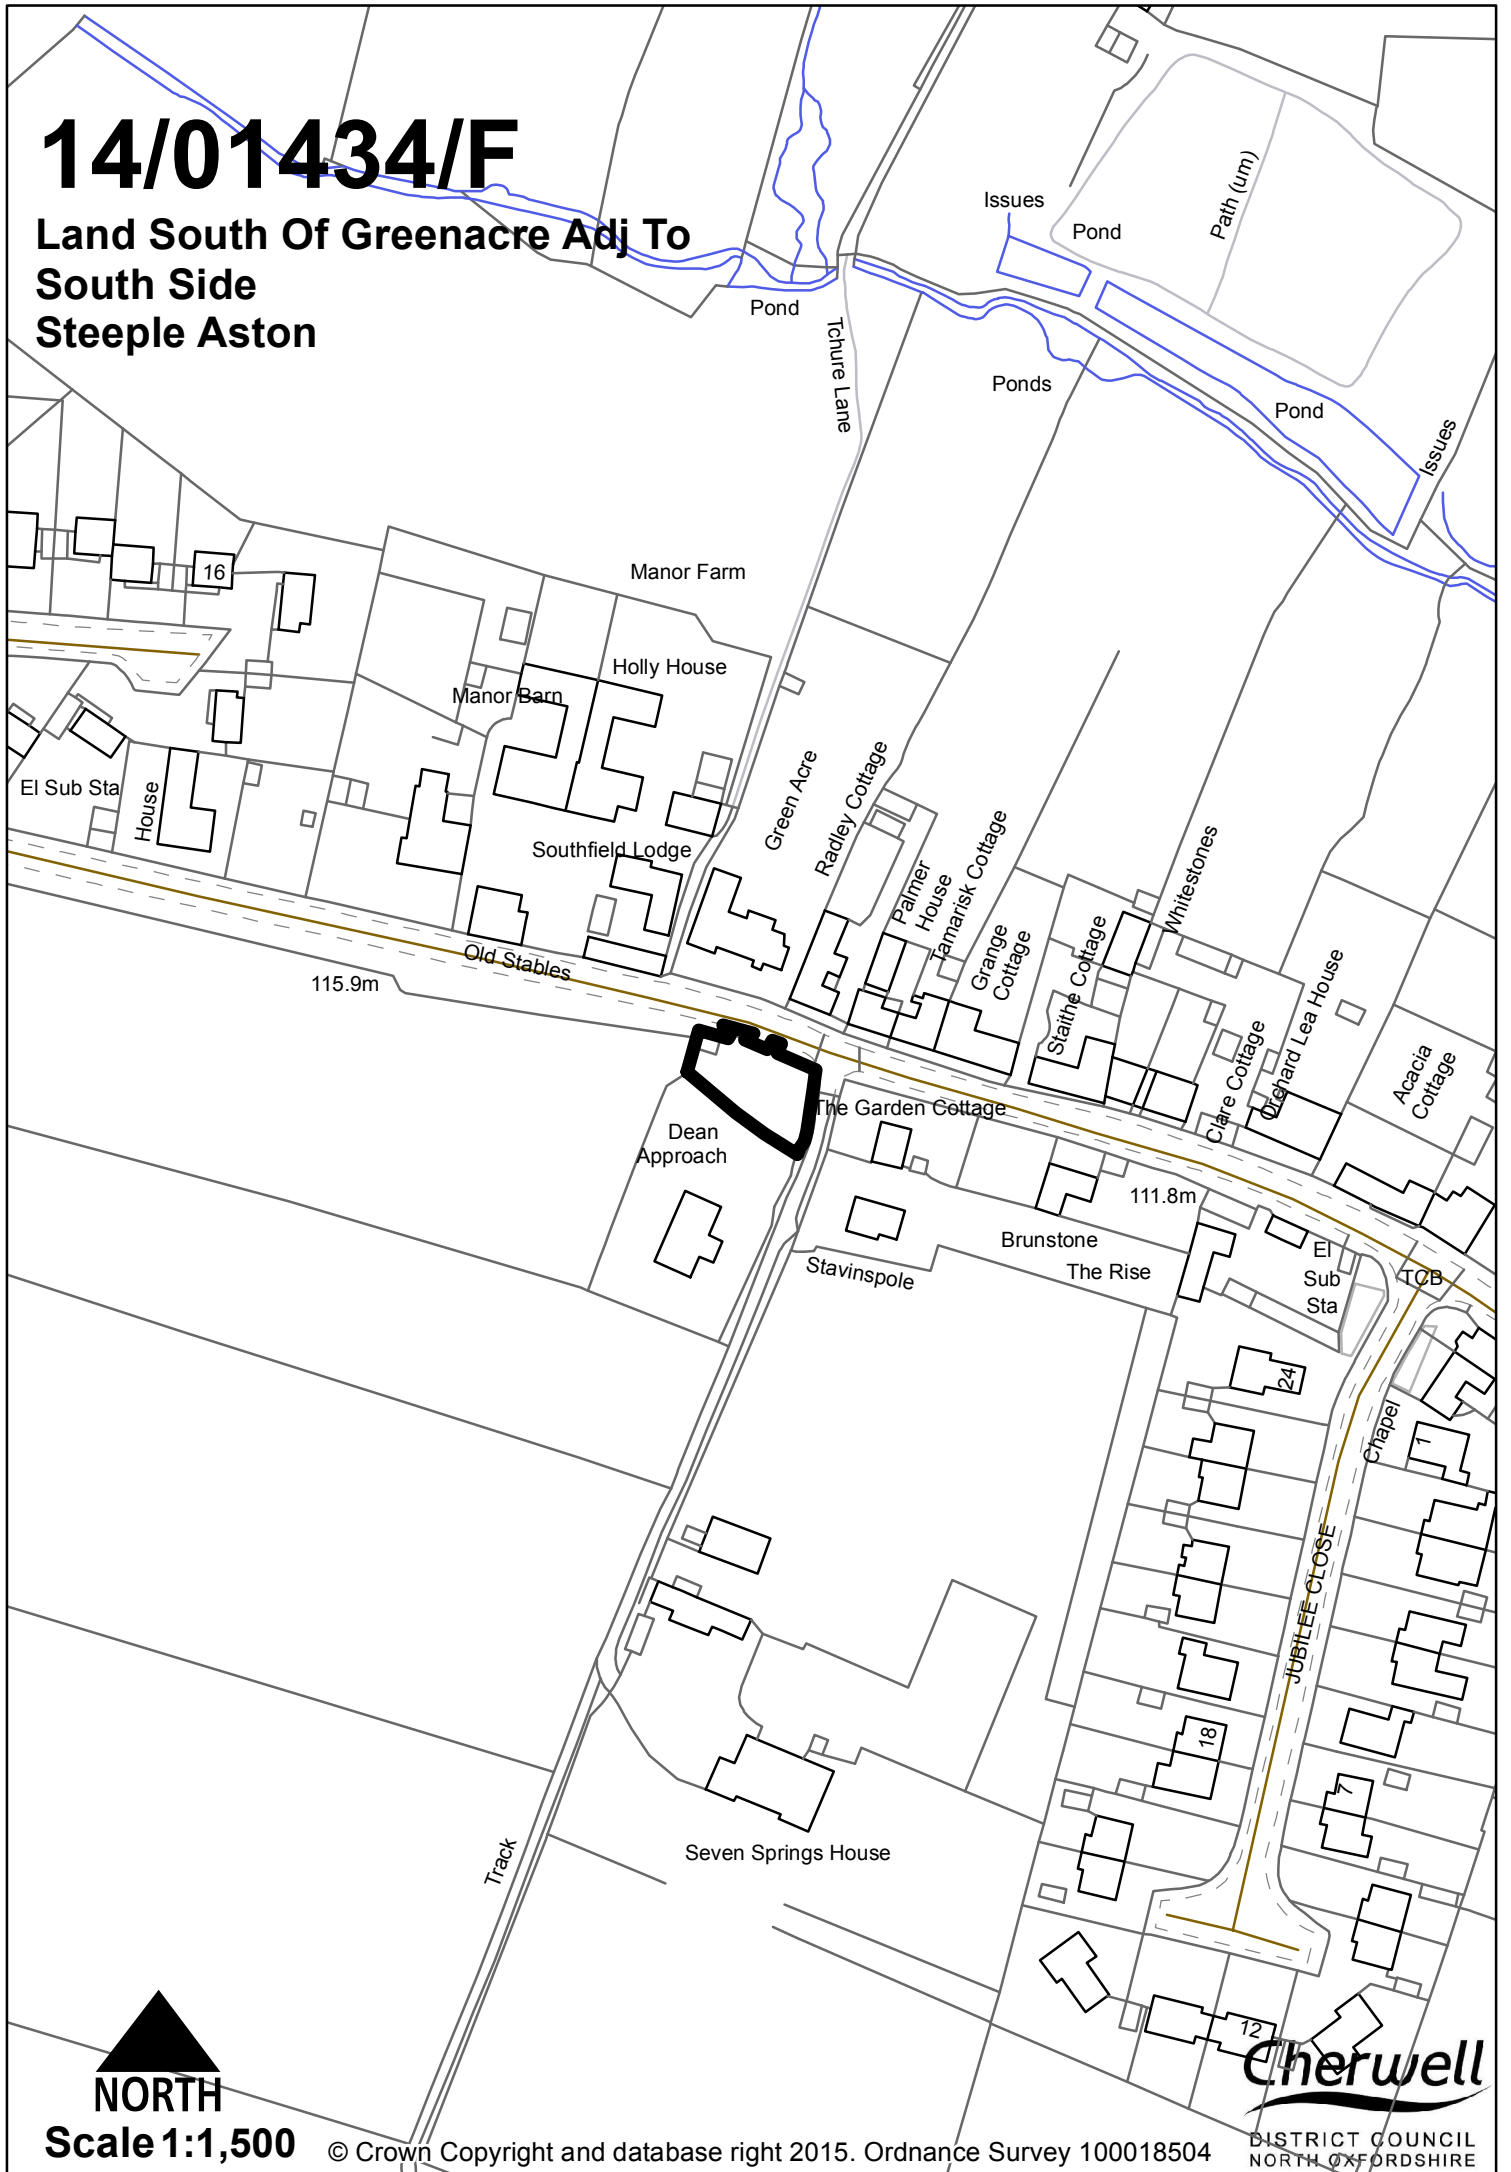 14/01434/F
Land South Of Greenacre Adj To
South Side
Steeple Aston
Issues
Pond
Path (um)
Pond
Tchure Lane
Ponds
Pond
Issues
16
Manor Farm
Holly House
Manor Barn
El Sub Sta
House
Southfield Lodge
Green Acre
Radley Cottage
Palmer
House
Tamarisk Cottage
Grange
Cottage
Staithe Cottage
Whitestones
Clare Cottage
Orchard Lea House
Acacia
Cottage
Old Stables
115.9m
The Garden Cottage
Dean
Approach
111.8m
Brunstone
The Rise
Stavinspole
El
Sub
Sta
TCB
24
Chapel
1
JUBILEE CLOSE
18
7
Seven Springs House
Track
12
NORTH
Scale 1:1,500
© Crown Copyright and database right 2015. Ordnance Survey 100018504
Cherwell
DISTRICT COUNCIL
NORTH OXFORDSHIRE